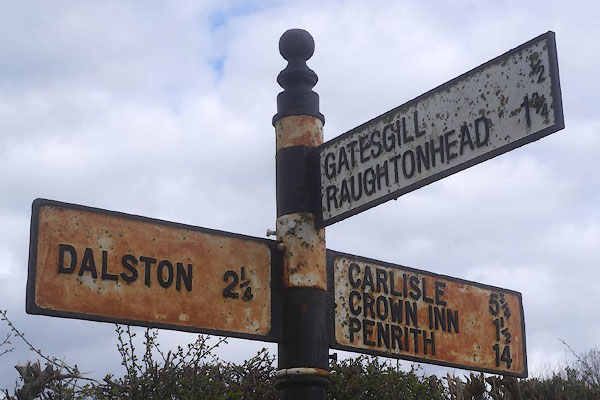 GATESGILL ½
RAUGHTONHEAD 1¾
DALSTON 2¼
CARLISLE 5¾
CROWN INN 1½
PENRITH 14